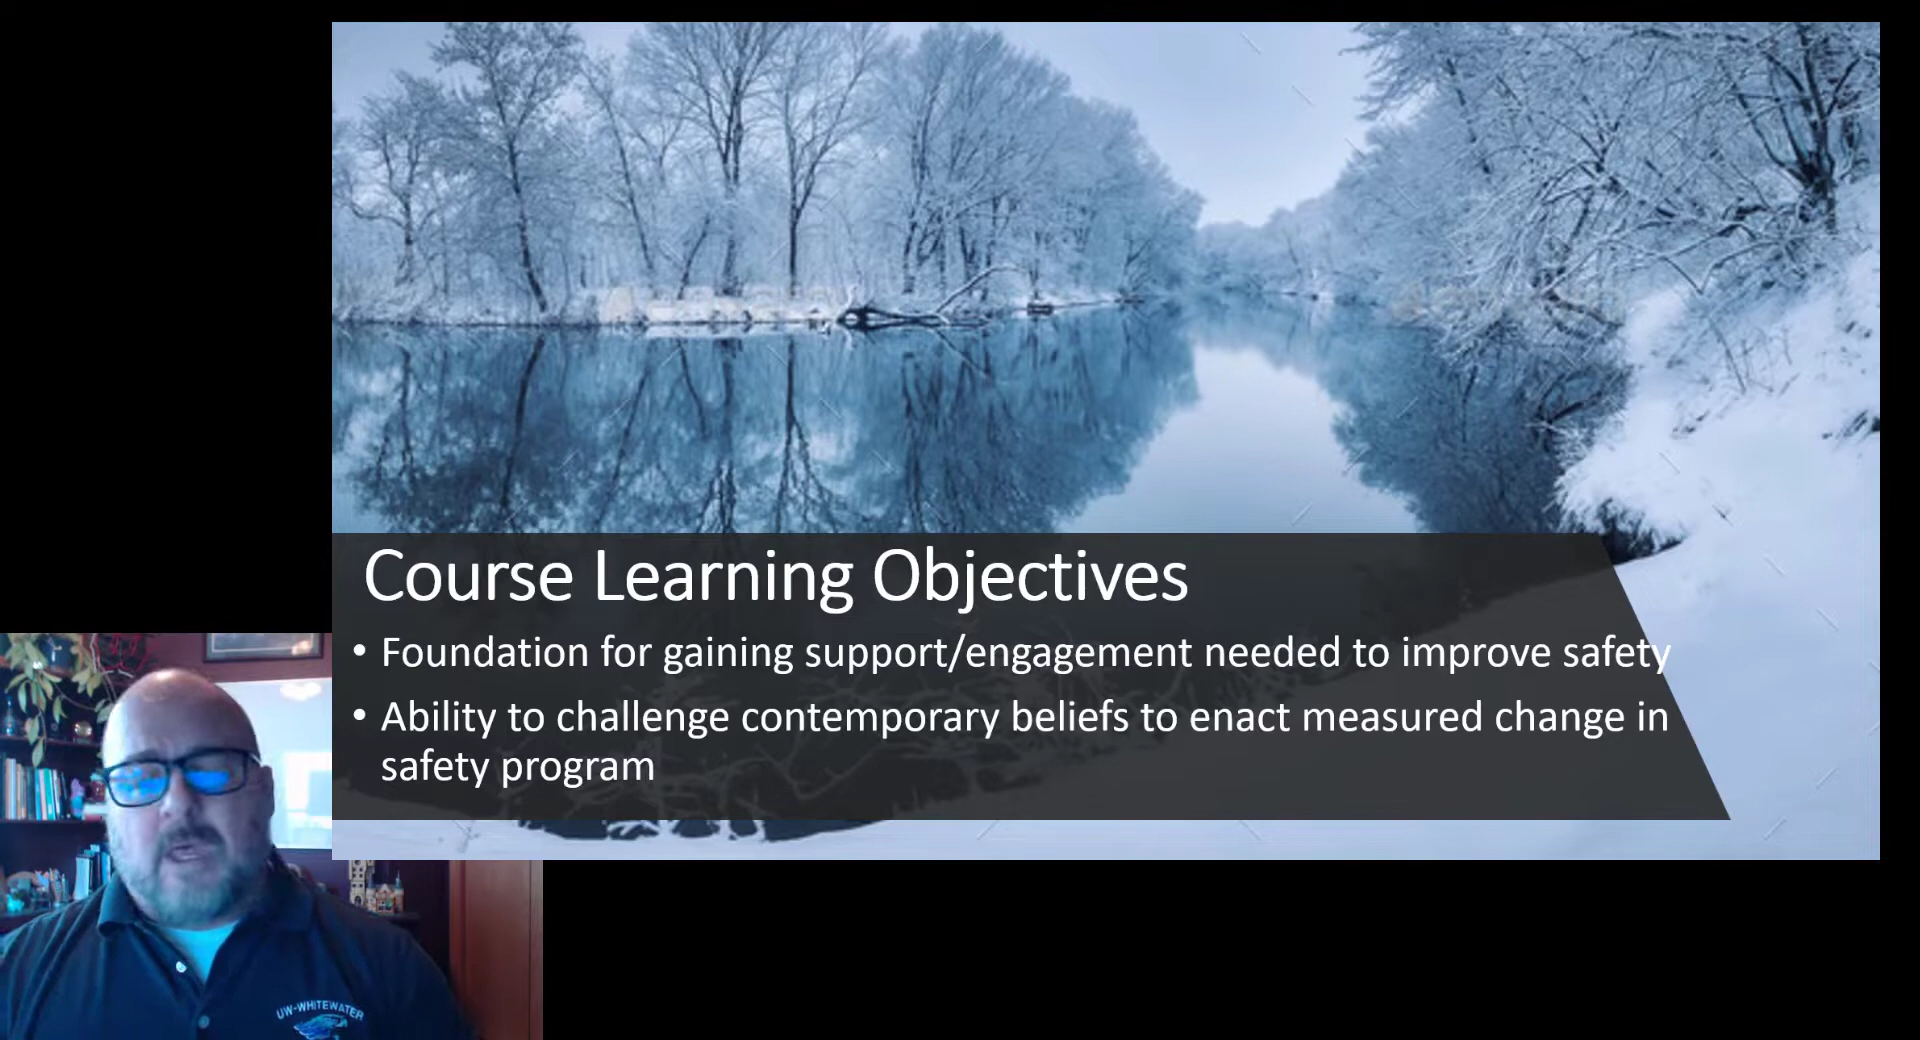 Course Learning Objectives
• Foundation for gaining support/engagement needed to improve safety
• Ability to challenge contemporary beliefs to enact measured change in
safety program
UW-WHITEWATER